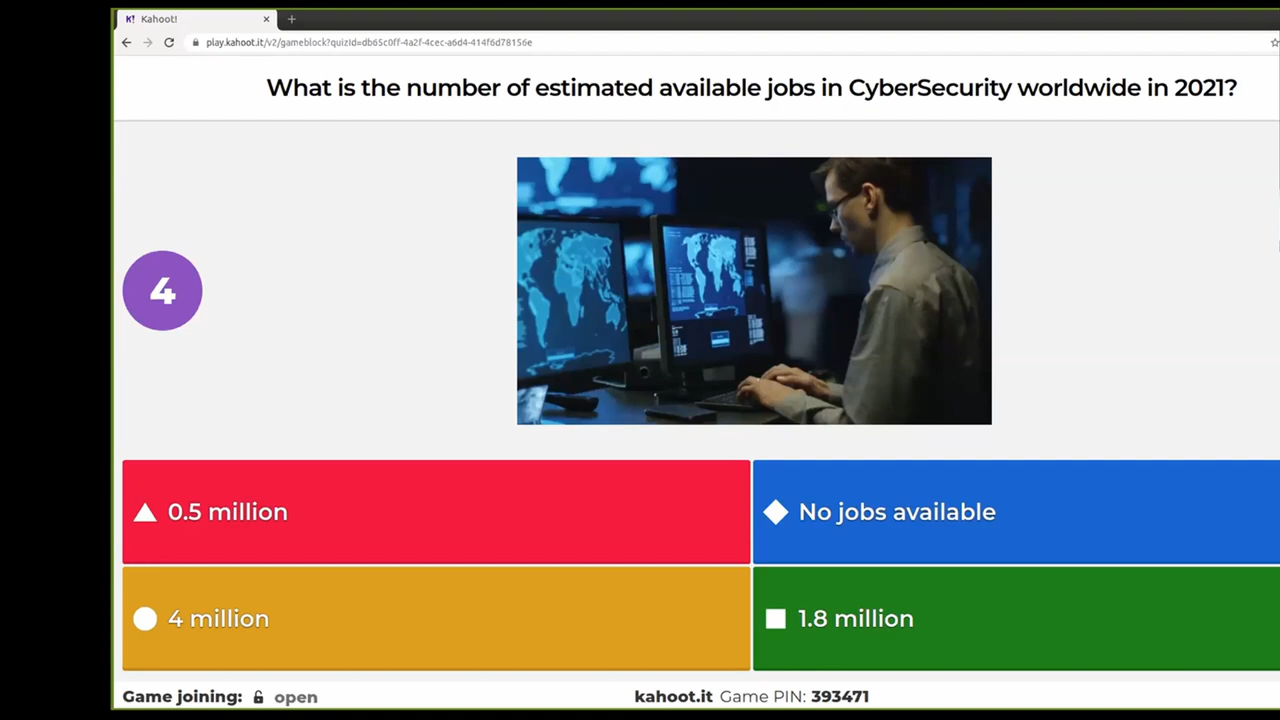 K! Kahoot!
play.kahoot.it/v2/gameblock?quizId=db65c0ff-4a2f-4cec-a6d4-414f6d78156e
What is the number of estimated available jobs in CyberSecurity worldwide in 2021?
4
0.5 million
No jobs available
4 million
1.8 million
Game joining: open
kahoot.it Game PIN: 393471